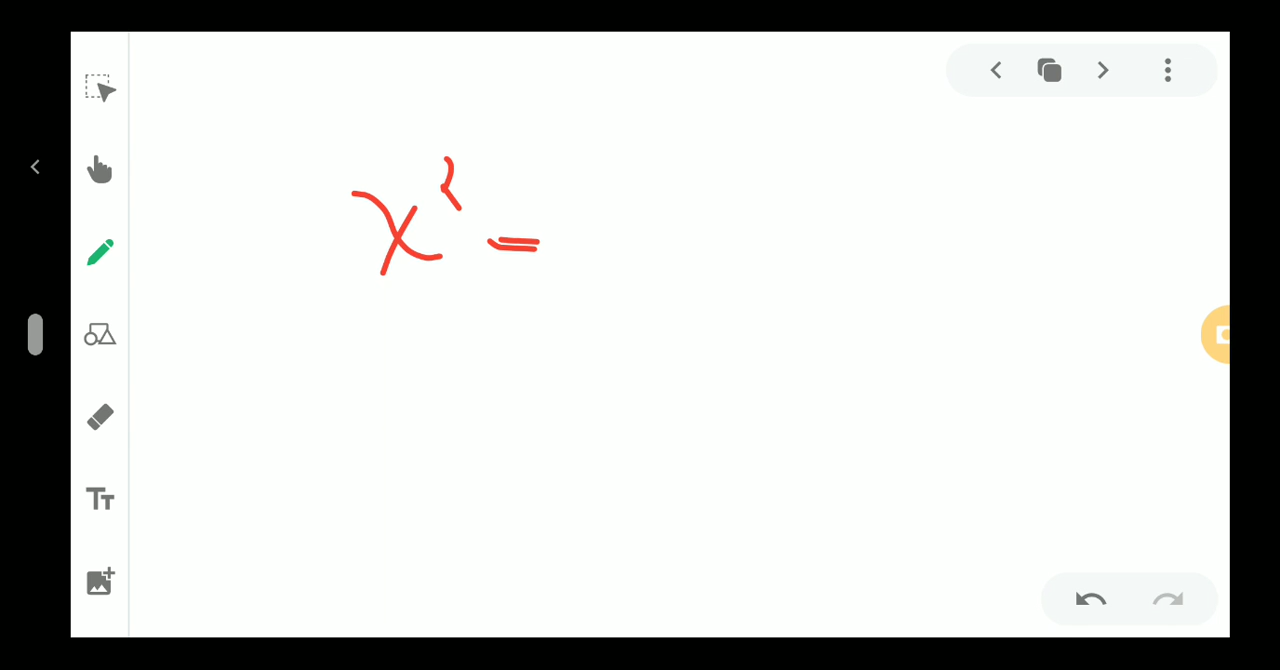 x² =